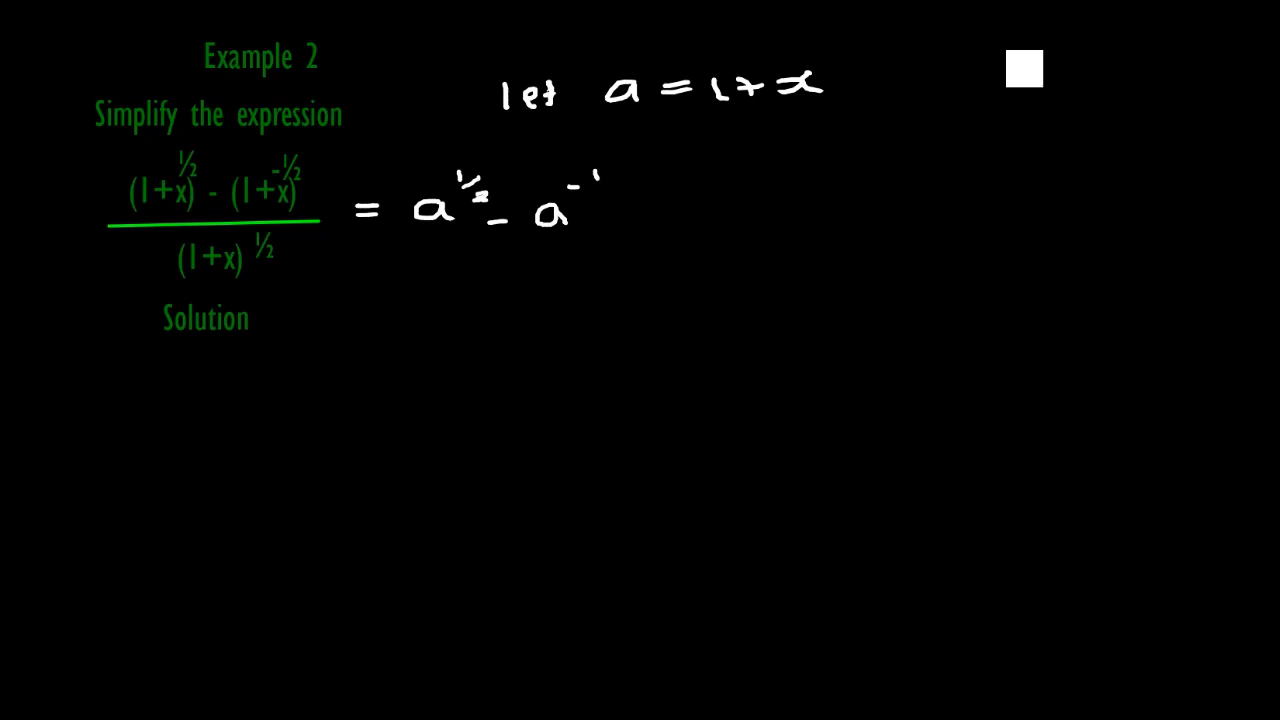 Example 2
let a = 1 + x
Simplify the expression
(1+x)^½ - (1+x)^-½
= a^1/2 - a^-1
(1+x)^½
Solution